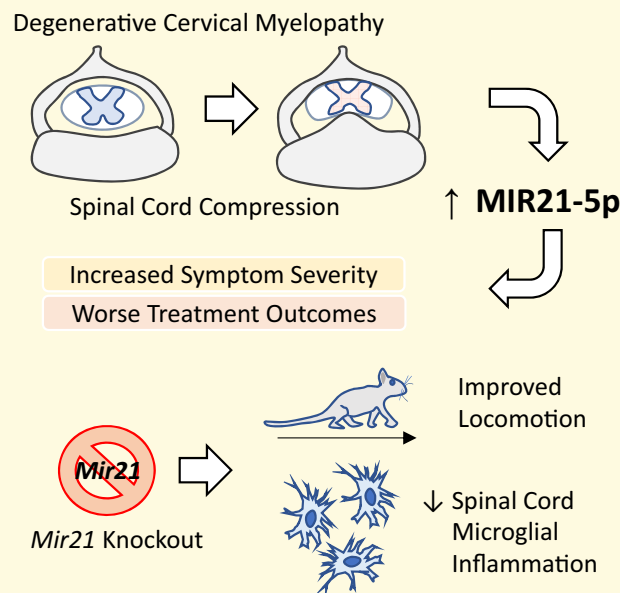 Degenerative Cervical Myelopathy
Spinal Cord Compression
↑ MIR21-5p
Increased Symptom Severity
Worse Treatment Outcomes
Improved
Locomotion
Mir21
Mir21 Knockout
↓ Spinal Cord
Microglial
Inflammation